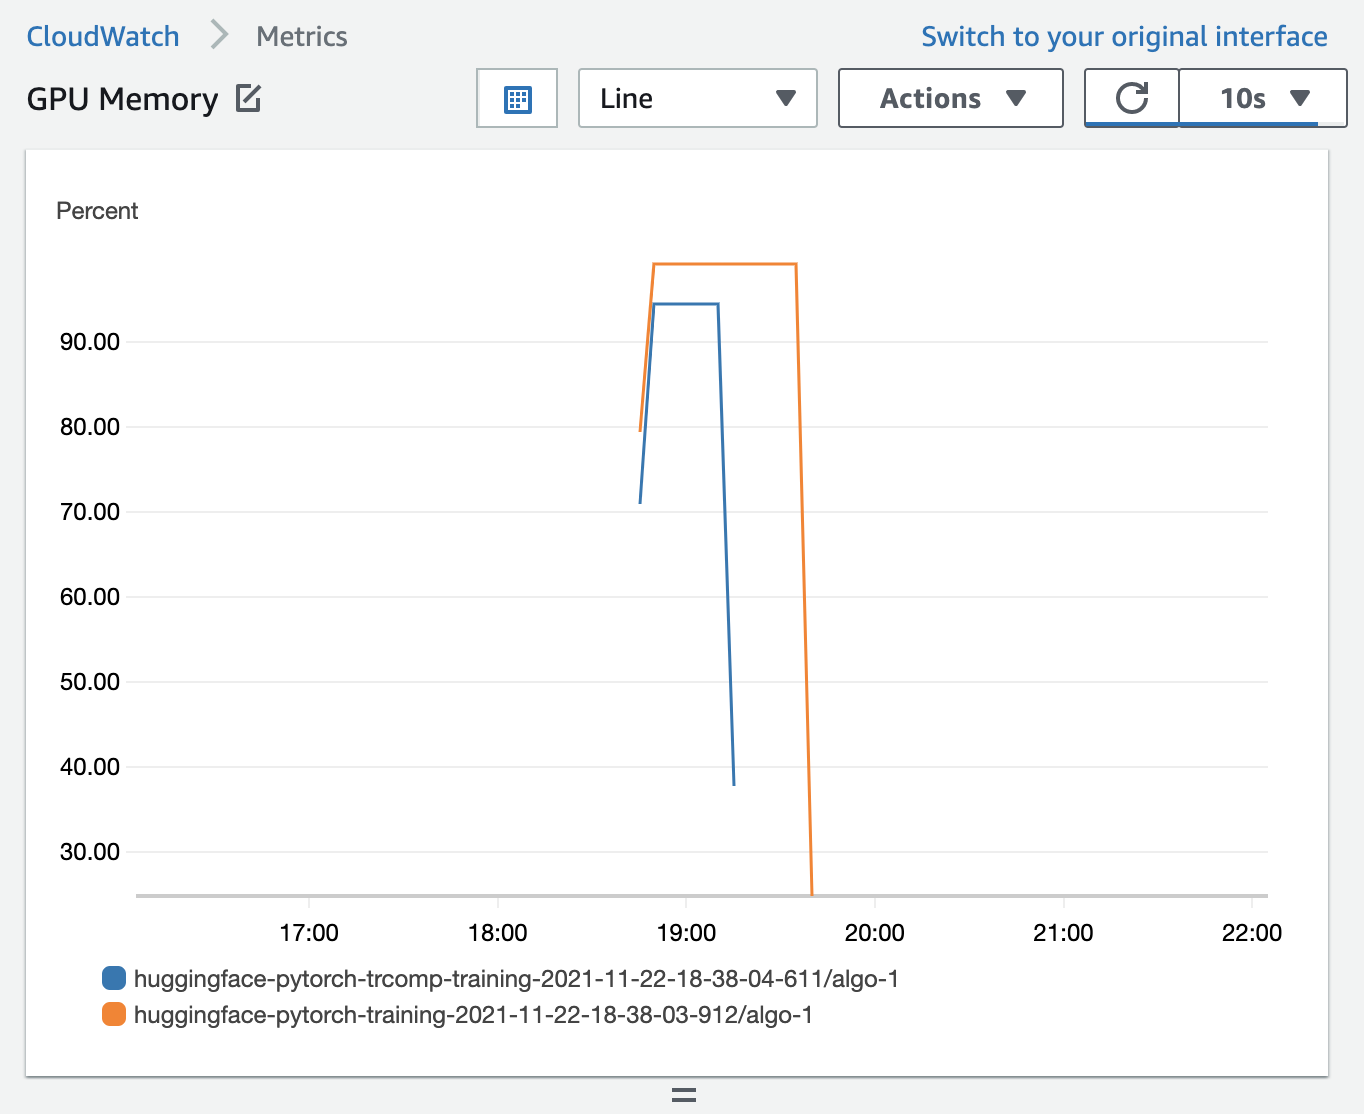 CloudWatch Metrics Switch to your original interface
GPU Memory Line Actions 10s
Percent
90.00
80.00
70.00
60.00
50.00
40.00
30.00
17:00 18:00 19:00 20:00 21:00 22:00
huggingface-pytorch-trcomp-training-2021-11-22-18-38-04-611/algo-1
huggingface-pytorch-training-2021-11-22-18-38-03-912/algo-1